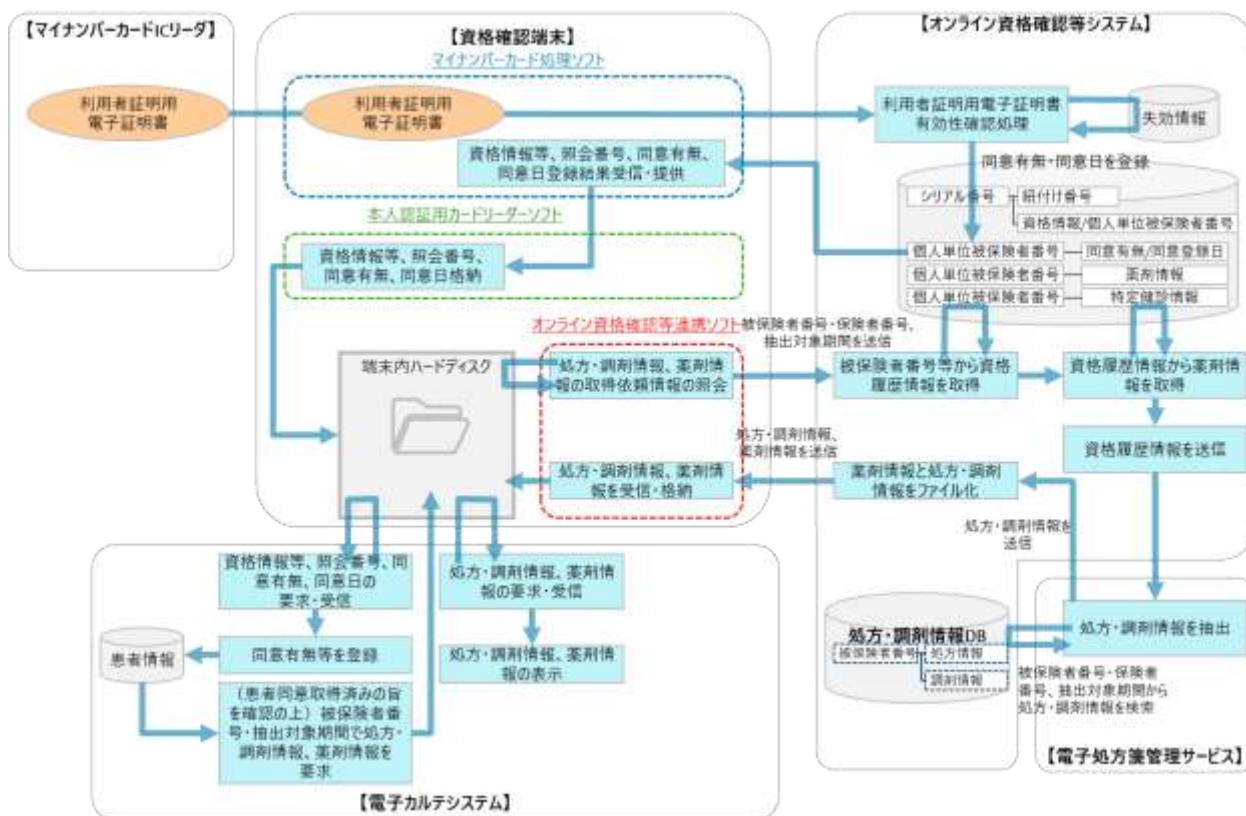 【マイナンバーカードICリーダ】
利用者証明用
電子証明書
【資格確認端末】
マイナンバーカード処理ソフト
利用者証明用
電子証明書
資格情報等、照会番号、同意有無、
同意日登録結果受信・提供
本人認証用カードリーダーソフト
資格情報等、照会番号、
同意有無、同意日格納
オンライン資格確認等連携ソフト
端末内ハードディスク
処方・調剤情報、薬剤情
報の取得依頼情報の照会
処方・調剤情報、薬剤情
報を受信・格納
【オンライン資格確認等システム】
利用者証明用電子証明書
有効性確認処理
失効情報
同意有無・同意日を登録
シリアル番号
紐付け番号
資格情報/個人単位被保険者番号
個人単位被保険者番号
同意有無/同意登録日
個人単位被保険者番号
薬剤情報
個人単位被保険者番号
特定健診情報
被保険者番号・保険者番号、
抽出対象期間を送信
被保険者番号等から資格
履歴情報を取得
資格履歴情報から薬剤情
報を取得
資格履歴情報を送信
処方・調剤情報、
薬剤情報を送信
薬剤情報と処方・調剤
情報をファイル化
処方・調剤情報を
送信
処方・調剤情報を抽出
処方・調剤情報DB
被保険者番号
処方情報
調剤情報
被保険者番号・保険者
番号、抽出対象期間から
処方・調剤情報を検索
【電子処方箋管理サービス】
資格情報等、照会番号、同
意有無、同意日の
要求・受信
患者情報
同意有無等を登録
（患者同意取得済みの旨
を確認の上）被保険者番
号・抽出対象期間で処方・
調剤情報、薬剤情報を
要求
処方・調剤情報、薬剤情
報の要求・受信
処方・調剤情報、薬剤情
報の表示
【電子カルテシステム】